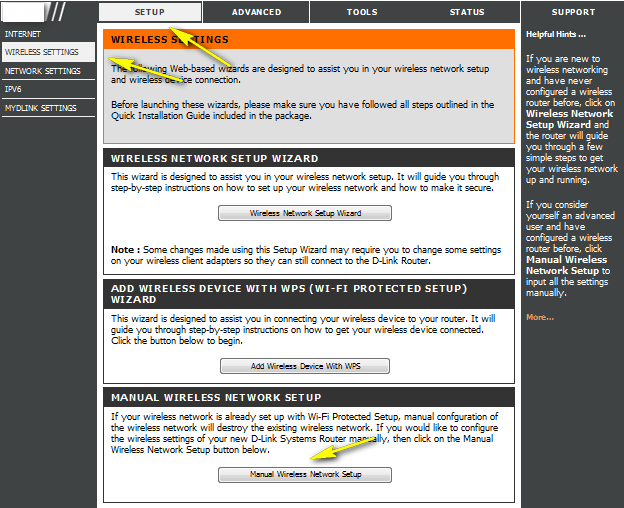 SETUP
ADVANCED
TOOLS
STATUS
SUPPORT
INTERNET
WIRELESS SETTINGS
NETWORK SETTINGS
IPV6
MYDLINK SETTINGS
WIRELESS SETTINGS
The following Web-based wizards are designed to assist you in your wireless network setup
and wireless device connection.
Before launching these wizards, please make sure you have followed all steps outlined in the
Quick Installation Guide included in the package.
WIRELESS NETWORK SETUP WIZARD
This wizard is designed to assist you in your wireless network setup. It will guide you through
step-by-step instructions on how to set up your wireless network and how to make it secure.
Wireless Network Setup Wizard
Note : Some changes made using this Setup Wizard may require you to change some settings
on your wireless client adapters so they can still connect to the D-Link Router.
ADD WIRELESS DEVICE WITH WPS (WI-FI PROTECTED SETUP)
WIZARD
This wizard is designed to assist you in connecting your wireless device to your router. It will
guide you through step-by-step instructions on how to get your wireless device connected.
Click the button below to begin.
Add Wireless Device With WPS
MANUAL WIRELESS NETWORK SETUP
If your wireless network is already set up with Wi-Fi Protected Setup, manual confguration of
the wireless network will destroy the existing wireless network. If you would like to configure
the wireless settings of your new D-Link Systems Router manually, then click on the Manual
Wireless Network Setup button below.
Manual Wireless Network Setup
Helpful Hints ...
If you are new to
wireless networking
and have never
configured a wireless
router before, click on
Wireless Network
Setup Wizard and
the router will guide
you through a few
simple steps to get
your wireless network
up and running.
If you consider
yourself an advanced
user and have
configured a wireless
router before, click
Manual Wireless
Network Setup to
input all the settings
manually.
More...